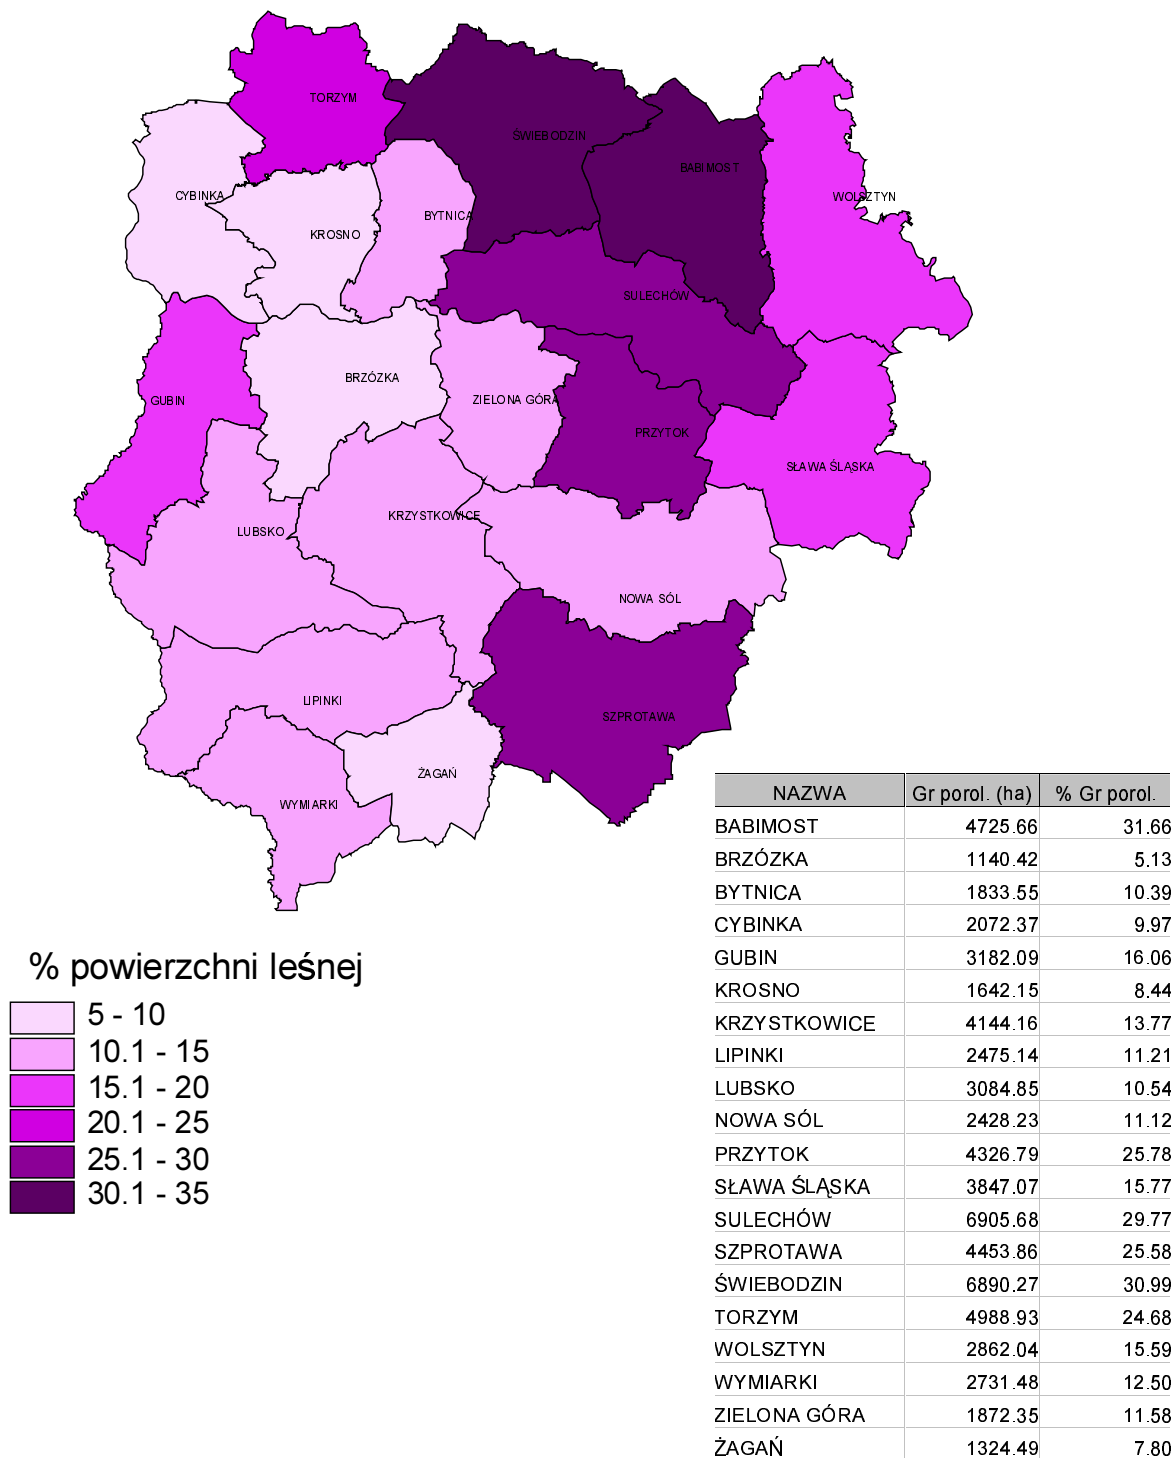 TORZYM
ŚWIEBODZIN
BABIMOST
CYBINKA
WOLSZTYN
BYTNICA
KROSNO
SULECHÓW
BRZÓZKA
GUBIN
ZIELONA GÓRA
PRZYTOK
SŁAWA ŚLĄSKA
KRZYSTKOWICE
LUBSKO
NOWA SÓL
LIPINKI
SZPROTAWA
ŻAGAŃ
WYMIARKI
% powierzchni leśnej
5 - 10
10.1 - 15
15.1 - 20
20.1 - 25
25.1 - 30
30.1 - 35
NAZWA Gr porol. (ha) % Gr porol.
BABIMOST 4725.66 31.66
BRZÓZKA 1140.42 5.13
BYTNICA 1833.55 10.39
CYBINKA 2072.37 9.97
GUBIN 3182.09 16.06
KROSNO 1642.15 8.44
KRZYSTKOWICE 4144.16 13.77
LIPINKI 2475.14 11.21
LUBSKO 3084.85 10.54
NOWA SÓL 2428.23 11.12
PRZYTOK 4326.79 25.78
SŁAWA ŚLĄSKA 3847.07 15.77
SULECHÓW 6905.68 29.77
SZPROTAWA 4453.86 25.58
ŚWIEBODZIN 6890.27 30.99
TORZYM 4988.93 24.68
WOLSZTYN 2862.04 15.59
WYMIARKI 2731.48 12.50
ZIELONA GÓRA 1872.35 11.58
ŻAGAŃ 1324.49 7.80